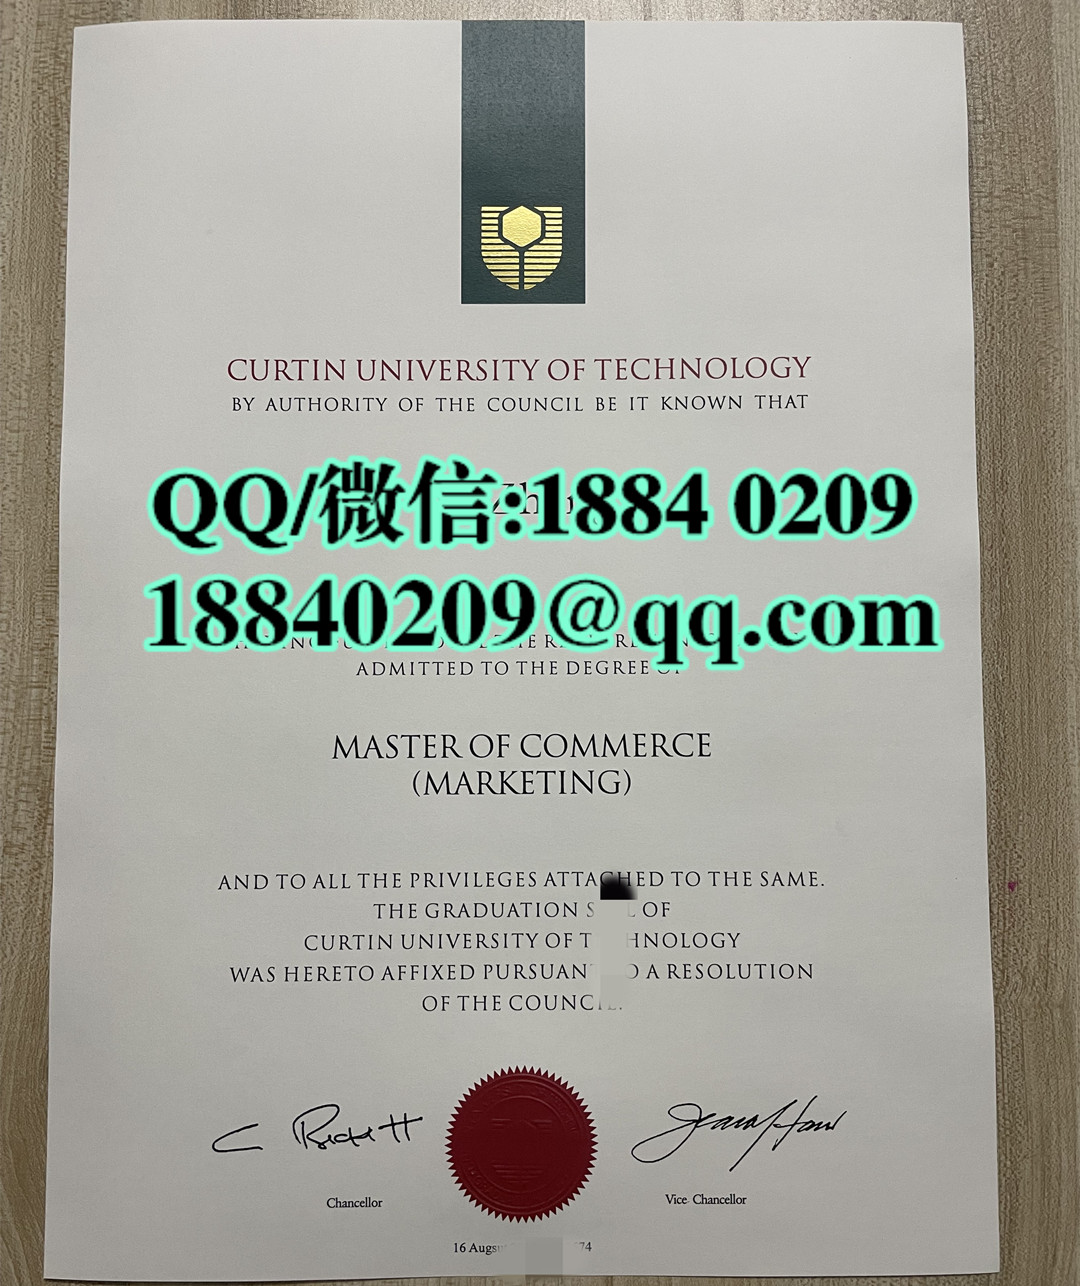 CURTIN UNIVERSITY OF TECHNOLOGY
BY AUTHORITY OF THE COUNCIL BE IT KNOWN THAT
QQ/微信:1884 0209
18840209@qq.com
ADMITTED TO THE DEGREE OF
MASTER OF COMMERCE
(MARKETING)
AND TO ALL THE PRIVILEGES ATTACHED TO THE SAME.
THE GRADUATION OF
CURTIN UNIVERSITY OF
WAS HERETO AFFIXED A RESOLUTION
OF THE
Chancellor
Vice Chancellor
16